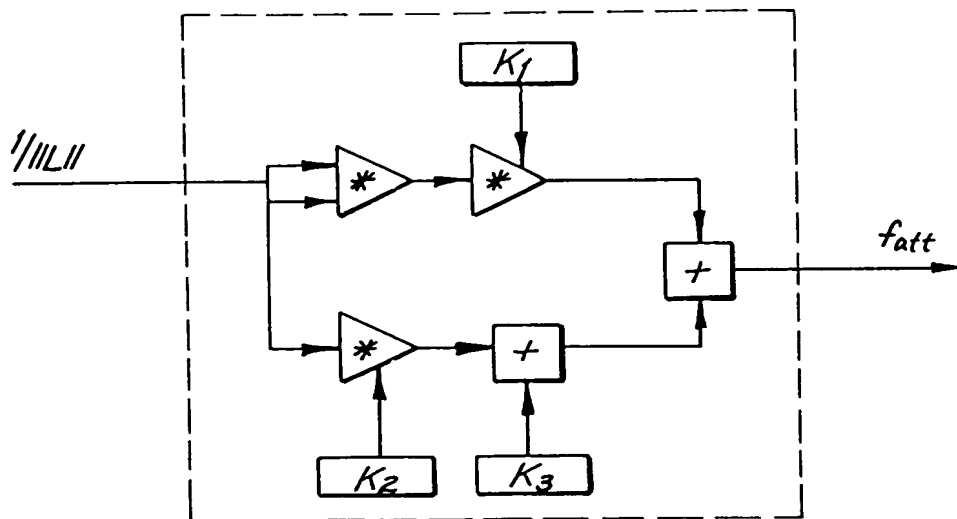 K1
1/||L||
*
*
fatt
+
*
+
K2
K3